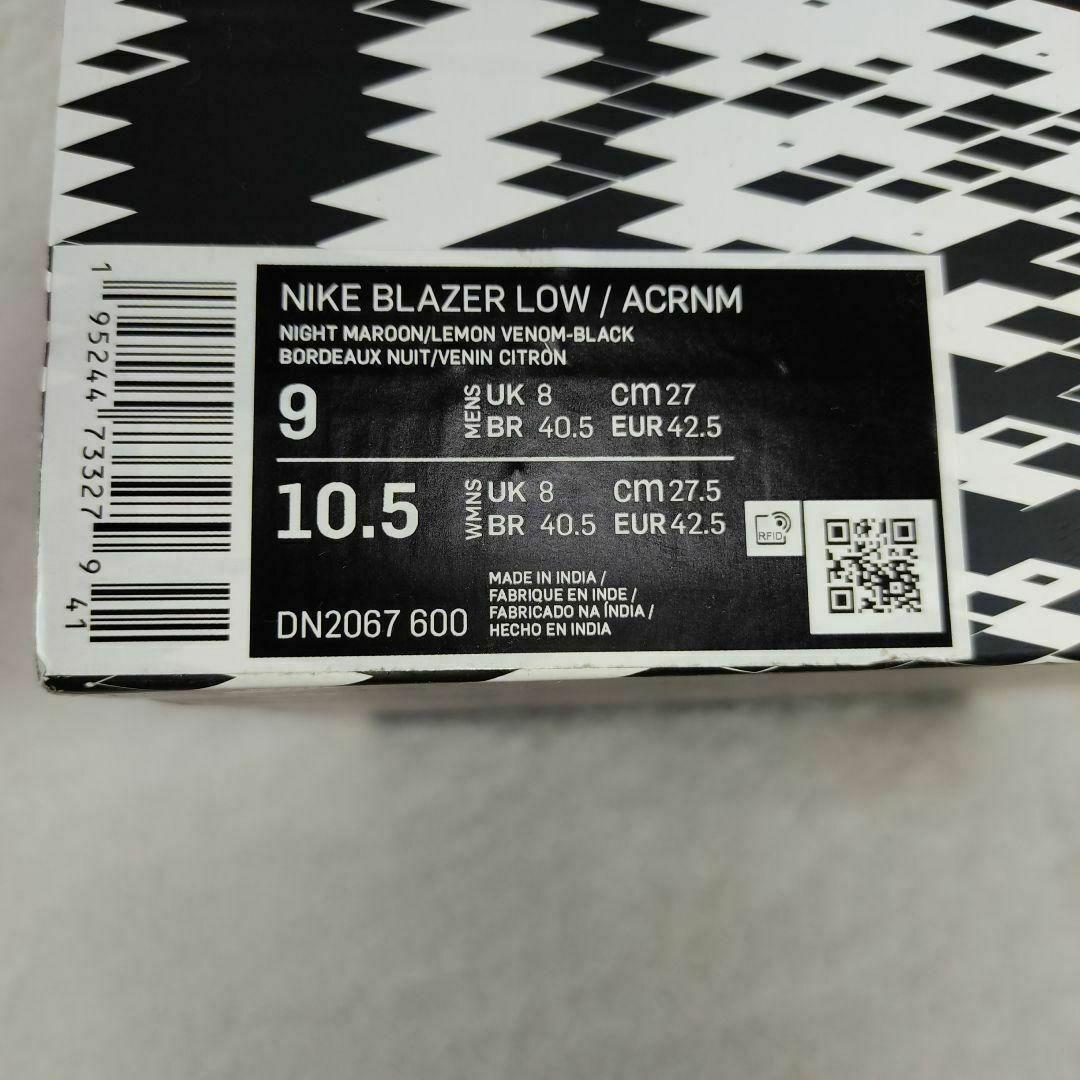 NIKE BLAZER LOW / ACRNM
NIGHT MAROON/LEMON VENOM-BLACK
BORDEAUX NUIT/VENIN CITRON
9 MENS UK 8 cm 27
BR 40.5 EUR 42.5
10.5 WMNS UK 8 cm 27.5
BR 40.5 EUR 42.5
RFID
DN2067 600
MADE IN INDIA /
FABRIQUE EN INDE /
FABRICADO NA ÍNDIA /
HECHO EN INDIA
1 95244 73327 9 41